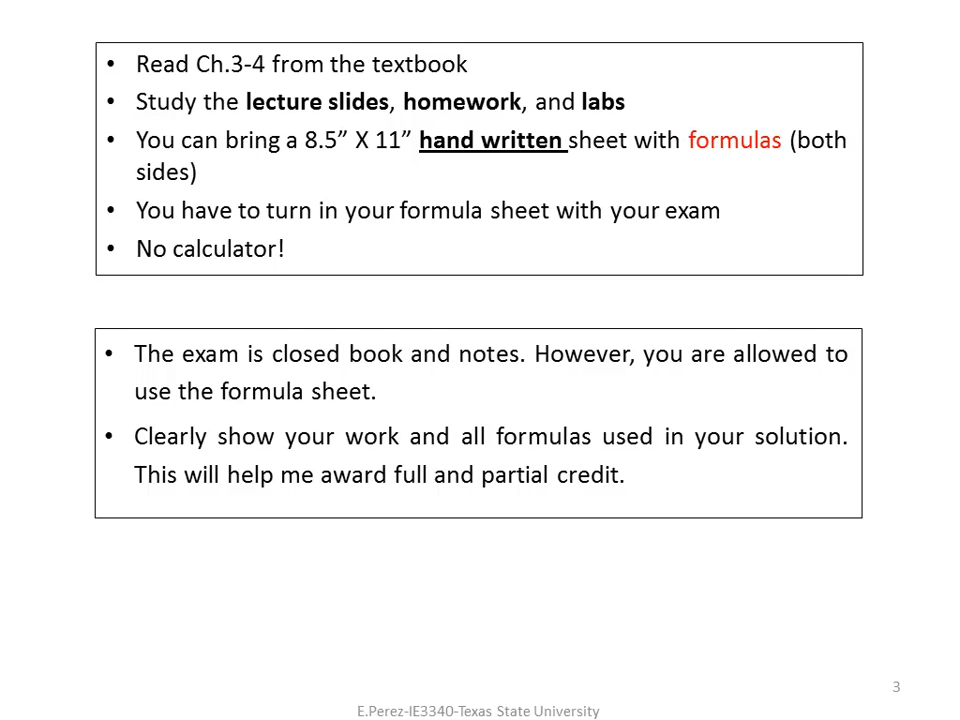 • Read Ch.3-4 from the textbook
• Study the lecture slides, homework, and labs
• You can bring a 8.5” X 11” hand written sheet with formulas (both
sides)
• You have to turn in your formula sheet with your exam
• No calculator!
• The exam is closed book and notes. However, you are allowed to
use the formula sheet.
• Clearly show your work and all formulas used in your solution.
This will help me award full and partial credit.
3
E.Perez-IE3340-Texas State University